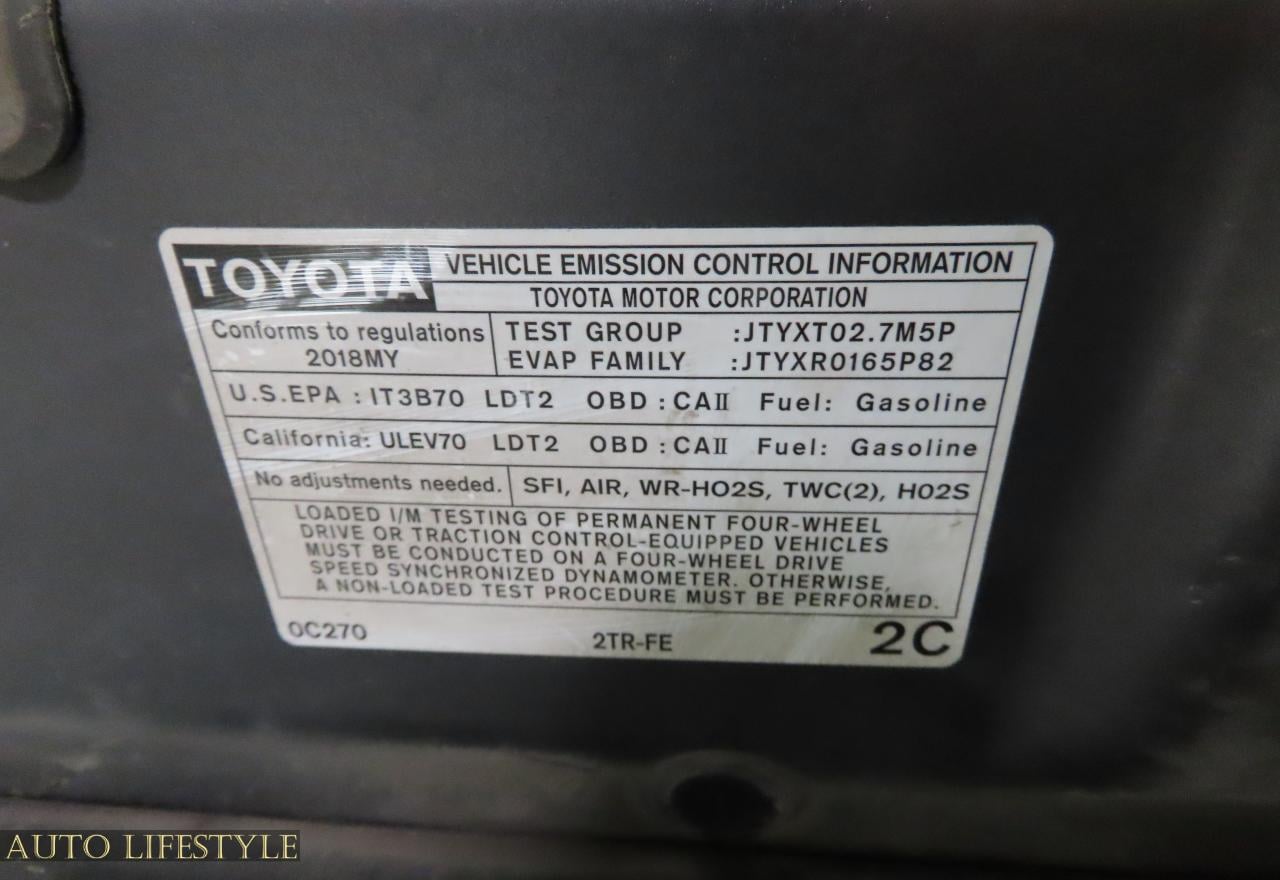 TOYOTA VEHICLE EMISSION CONTROL INFORMATION
TOYOTA MOTOR CORPORATION
Conforms to regulations
2018MY
TEST GROUP :JTYXT02.7M5P
EVAP FAMILY :JTYXR0165P82
U.S.EPA : IT3B70 LDT2 OBD : CAII Fuel: Gasoline
California: ULEV70 LDT2 OBD : CAII Fuel: Gasoline
No adjustments needed. SFI, AIR, WR-HO2S, TWC(2), HO2S
LOADED I/M TESTING OF PERMANENT FOUR-WHEEL
DRIVE OR TRACTION CONTROL-EQUIPPED VEHICLES
MUST BE CONDUCTED ON A FOUR-WHEEL DRIVE
SPEED SYNCHRONIZED DYNAMOMETER. OTHERWISE,
A NON-LOADED TEST PROCEDURE MUST BE PERFORMED.
0C270 2TR-FE 2C
AUTO LIFESTYLE